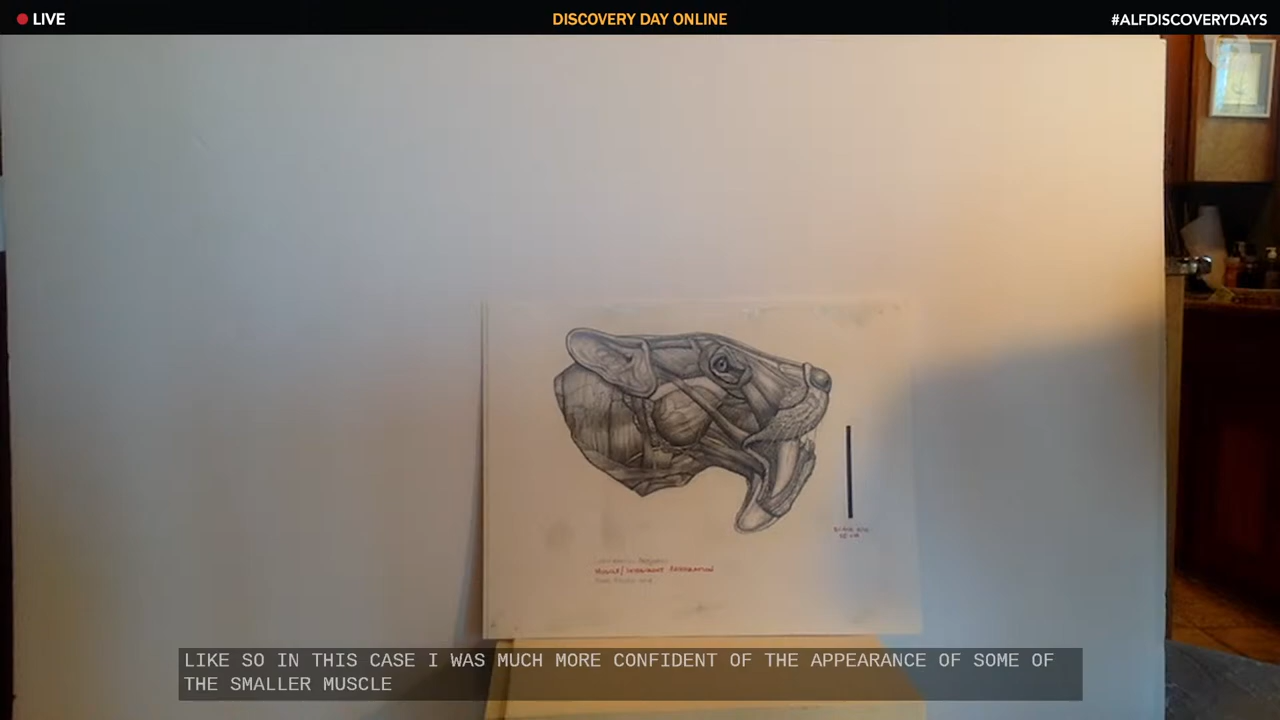 LIVE
DISCOVERY DAY ONLINE
#ALFDISCOVERYDAYS
MUSCLE/
LIKE SO IN THIS CASE I WAS MUCH MORE CONFIDENT OF THE APPEARANCE OF SOME OF
THE SMALLER MUSCLE